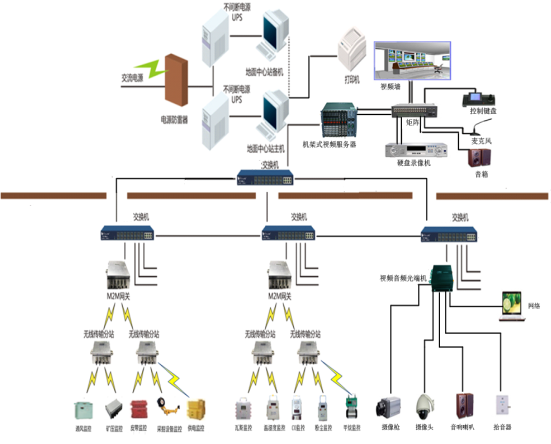 不间断电源
UPS
地面中心站备机
交流电源
电源防雷器
不间断电源
UPS
地面中心站主机
打印机
视频墙
机架式视频服务器
矩阵
控制键盘
麦克风
硬盘录像机
音箱
交换机
交换机
交换机
交换机
M2M网关
M2M网关
视频音频光端机
网络
无线传输分站
无线传输分站
无线传输分站
无线传输分站
通风监控
矿压监控
皮带监控
采掘设备监控
供电监控
瓦斯监控
温湿度监控
CO监控
粉尘监控
摄像枪
摄像头
音响喇叭
拾音器